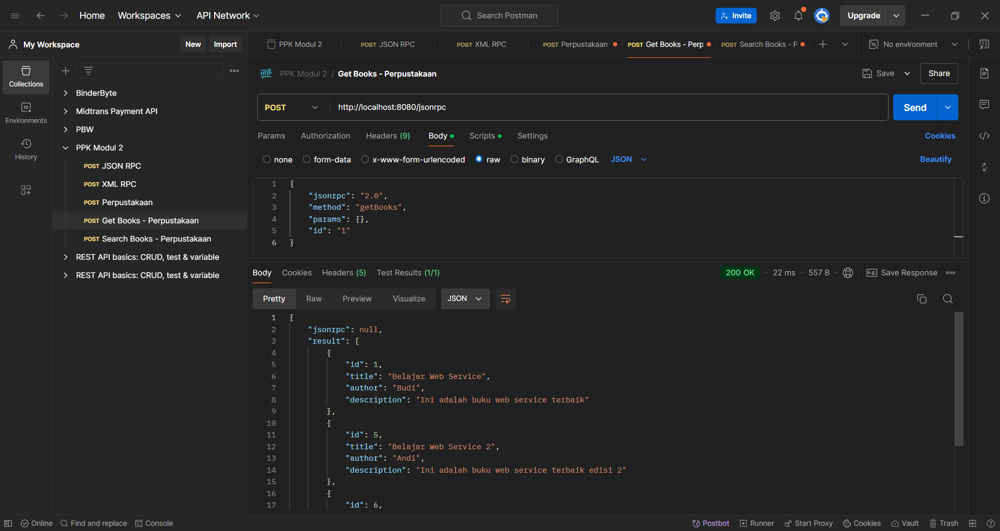 Home Workspaces API Network Search Postman Invite Upgrade
My Workspace New Import PPK Modul 2 POST JSON RPC POST XML RPC POST Perpustakaan POST Get Books - Perp POST Search Books - P No environment
Collections
Environments
History
BinderByte
Midtrans Payment API
PBW
PPK Modul 2
POST JSON RPC
POST XML RPC
POST Perpustakaan
POST Get Books - Perpustakaan
POST Search Books - Perpustakaan
REST API basics: CRUD, test & variable
REST API basics: CRUD, test & variable
HTTP PPK Modul 2 / Get Books - Perpustakaan Save Share
POST http://localhost:8080/jsonrpc Send
Params Authorization Headers (9) Body Scripts Settings Cookies
none form-data x-www-form-urlencoded raw binary GraphQL JSON Beautify
1 {
2 "jsonrpc": "2.0",
3 "method": "getBooks",
4 "params": {},
5 "id": "1"
6 }
Body Cookies Headers (5) Test Results (1/1) 200 OK 22 ms 557 B e.g. Save Response
Pretty Raw Preview Visualize JSON
1 {
2 "jsonrpc": null,
3 "result": [
4 {
5 "id": 1,
6 "title": "Belajar Web Service",
7 "author": "Budi",
8 "description": "Ini adalah buku web service terbaik"
9 },
10 {
11 "id": 5,
12 "title": "Belajar Web Service 2",
13 "author": "Andi",
14 "description": "Ini adalah buku web service terbaik edisi 2"
15 },
16 {
17 "id": 6,
Online Find and replace Console Postbot Runner Start Proxy Cookies Vault Trash